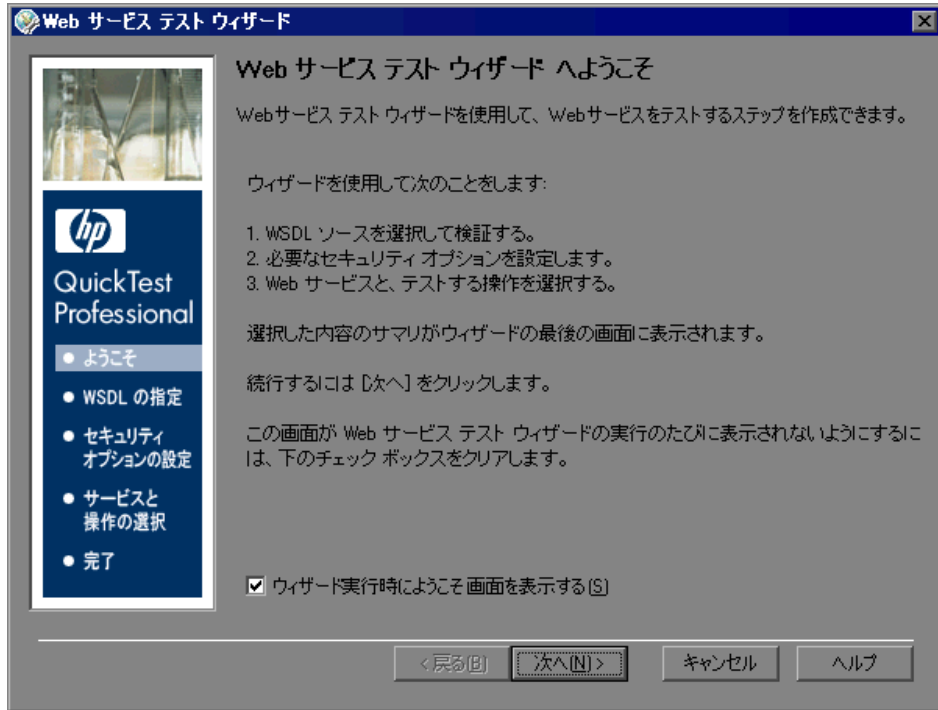 Web サービス テスト ウィザード
Web サービス テスト ウィザード へようこそ
Webサービス テスト ウィザードを使用して、Webサービスをテストするステップを作成できます。
ウィザードを使用して次のことをします:
1. WSDL ソースを選択して検証する。
2. 必要なセキュリティ オプションを設定します。
3. Web サービスと、テストする操作を選択する。
選択した内容のサマリがウィザードの最後の画面に表示されます。
続行するには [次へ] をクリックします。
この画面が Web サービス テスト ウィザードの実行のたびに表示されないようにするに
は、下のチェック ボックスをクリアします。
ウィザード実行時にようこそ画面を表示する(S)
hp
QuickTest
Professional
ようこそ
WSDL の指定
セキュリティ
オプションの設定
サービスと
操作の選択
完了
< 戻る(B)
次へ(N) >
キャンセル
ヘルプ